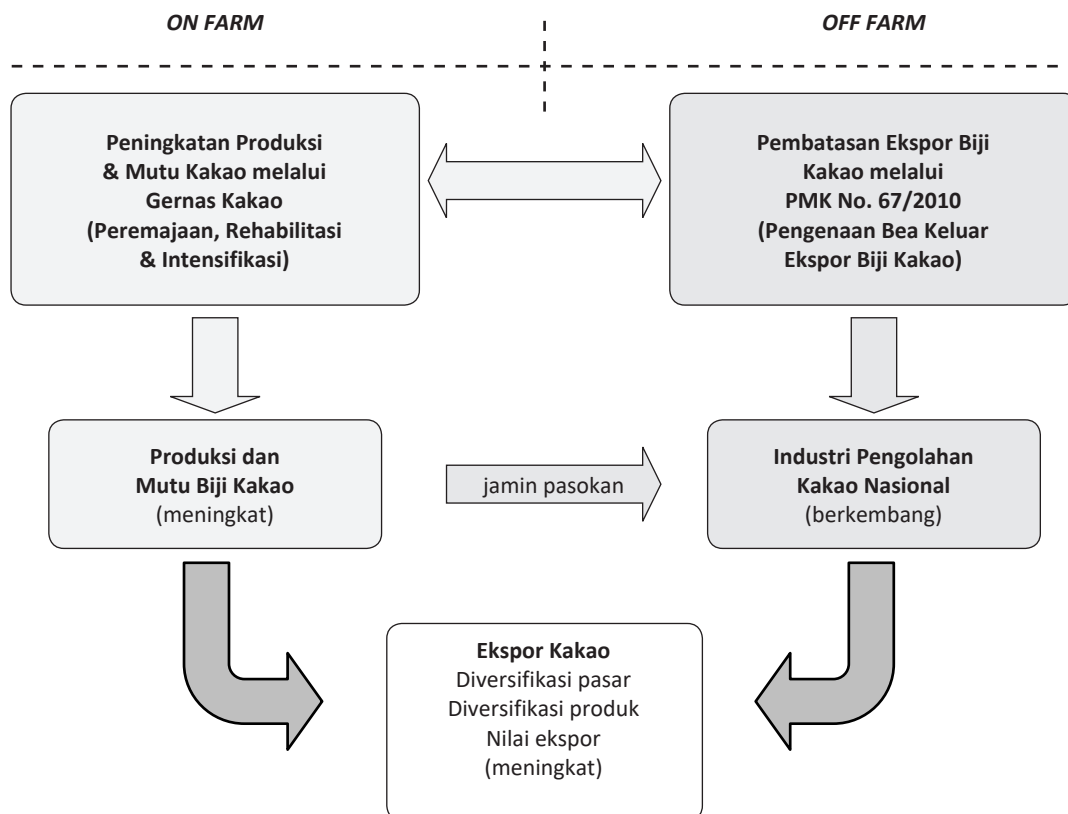 ON FARM
OFF FARM
Peningkatan Produksi
& Mutu Kakao melalui
Gernas Kakao
(Peremajaan, Rehabilitasi
& Intensifikasi)
Pembatasan Ekspor Biji
Kakao melalui
PMK No. 67/2010
(Pengenaan Bea Keluar
Ekspor Biji Kakao)
Produksi dan
Mutu Biji Kakao
(meningkat)
jamin pasokan
Industri Pengolahan
Kakao Nasional
(berkembang)
Ekspor Kakao
Diversifikasi pasar
Diversifikasi produk
Nilai ekspor
(meningkat)